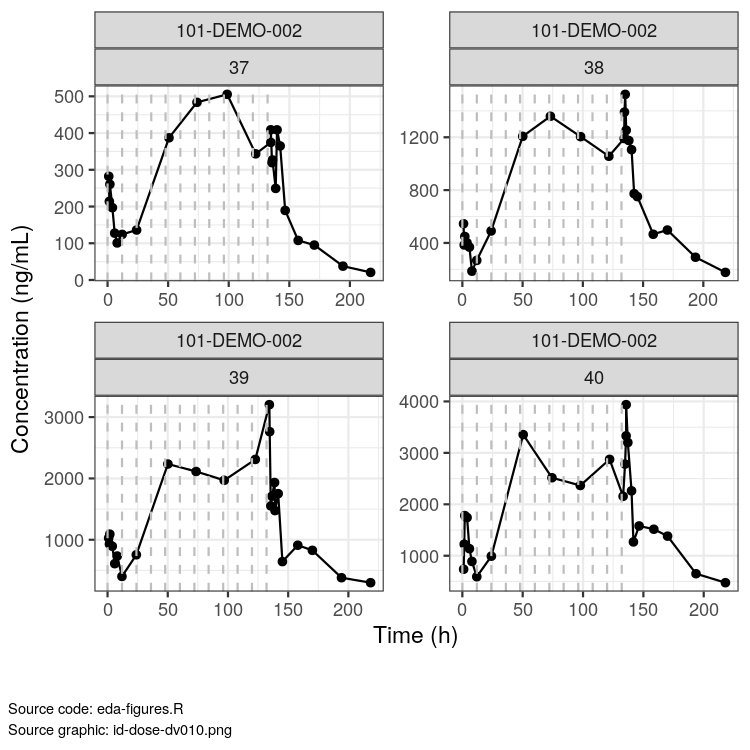 101-DEMO-002
37
500
400
300
200
100
0
0 50 100 150 200
101-DEMO-002
38
1200
800
400
0 50 100 150 200
101-DEMO-002
39
3000
2000
1000
0 50 100 150 200
101-DEMO-002
40
4000
3000
2000
1000
0 50 100 150 200
Concentration (ng/mL)
Time (h)
Source code: eda-figures.R
Source graphic: id-dose-dv010.png